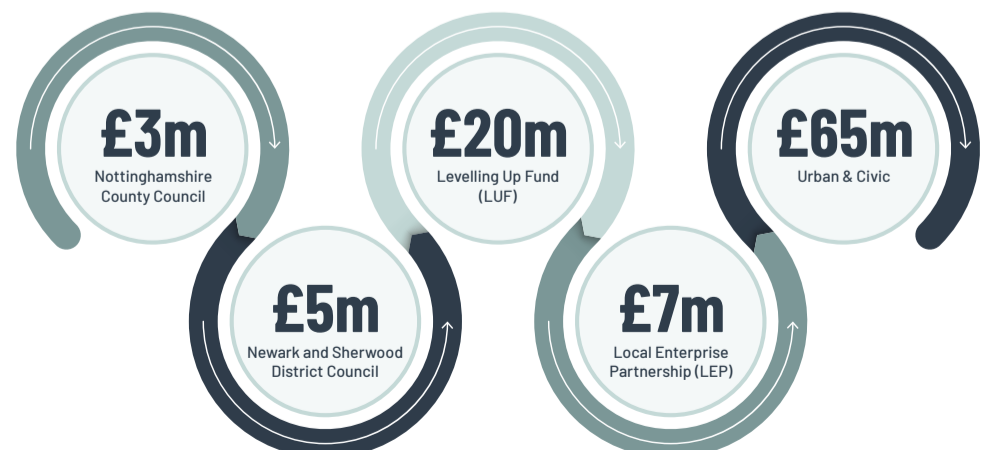 £3m
Nottinghamshire
County Council
£5m
Newark and Sherwood
District Council
£20m
Levelling Up Fund
(LUF)
£7m
Local Enterprise
Partnership (LEP)
£65m
Urban & Civic